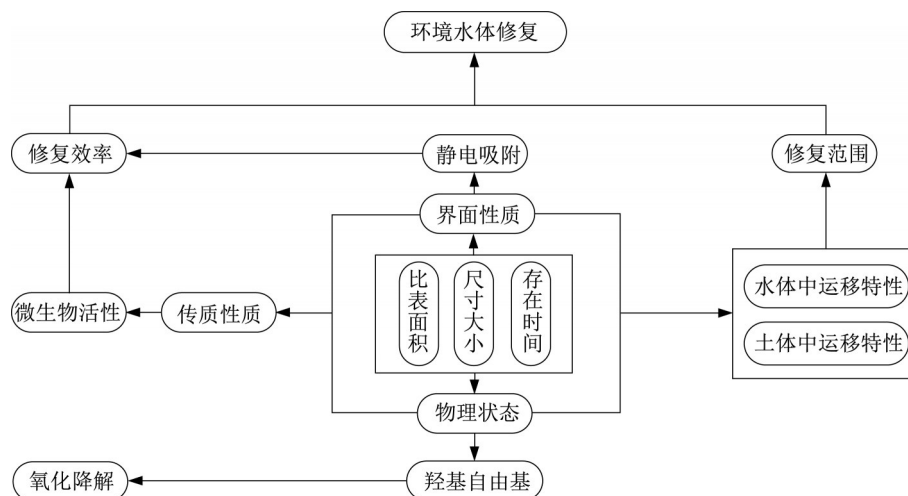 环境水体修复
修复效率
静电吸附
修复范围
界面性质
比表面积
尺寸大小
存在时间
水体中运移特性
微生物活性
传质性质
土体中运移特性
物理状态
氧化降解
羟基自由基